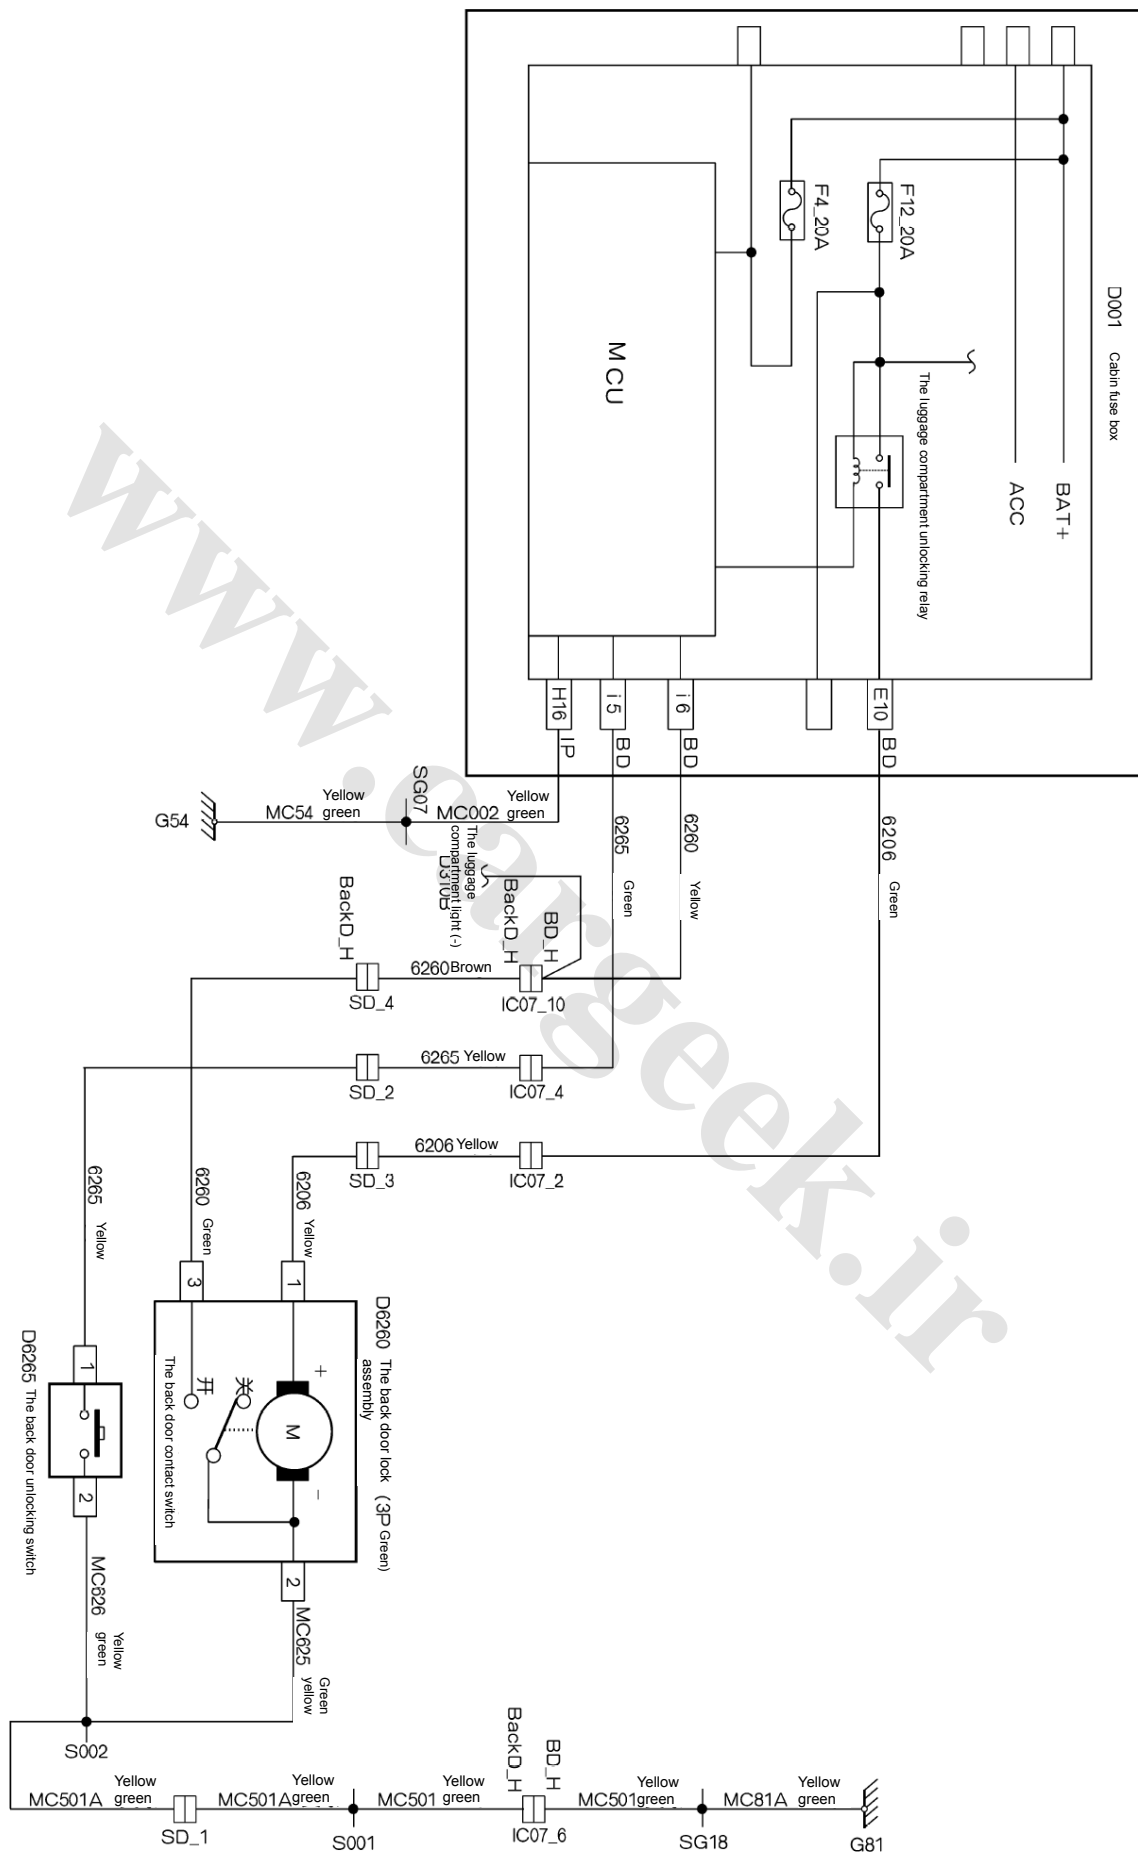 D001 Cabin fuse box
BAT+
ACC
F12_20A
F4_20A
The luggage compartment unlocking relay
MCU
E10
i6
i5
H16
BD
BD
BD
IP
6206
Green
6260
Yellow
6265
Green
G54
MC54
Yellow
green
SG07
MC002
Yellow
green
The luggage
compartment light (-)
D310B
BackD_H
BackD_H
BD_H
6260 Brown
SD_4
IC07_10
6265 Yellow
SD_2
IC07_4
6206 Yellow
SD_3
IC07_2
6265
Yellow
6260
Green
6206
Yellow
3
1
D6260 The back door lock (3P Green)
assembly
+
M
-
开
关
The back door contact switch
2
1
2
D6265 The back door unlocking switch
MC626
Yellow
green
MC625
Green
yellow
S002
MC501A
Yellow
green
SD_1
MC501A
Yellow
green
S001
MC501
Yellow
green
BackD_H
BD_H
IC07_6
MC501
Yellow
green
SG18
MC81A
Yellow
green
G81
www.cargeek.ir